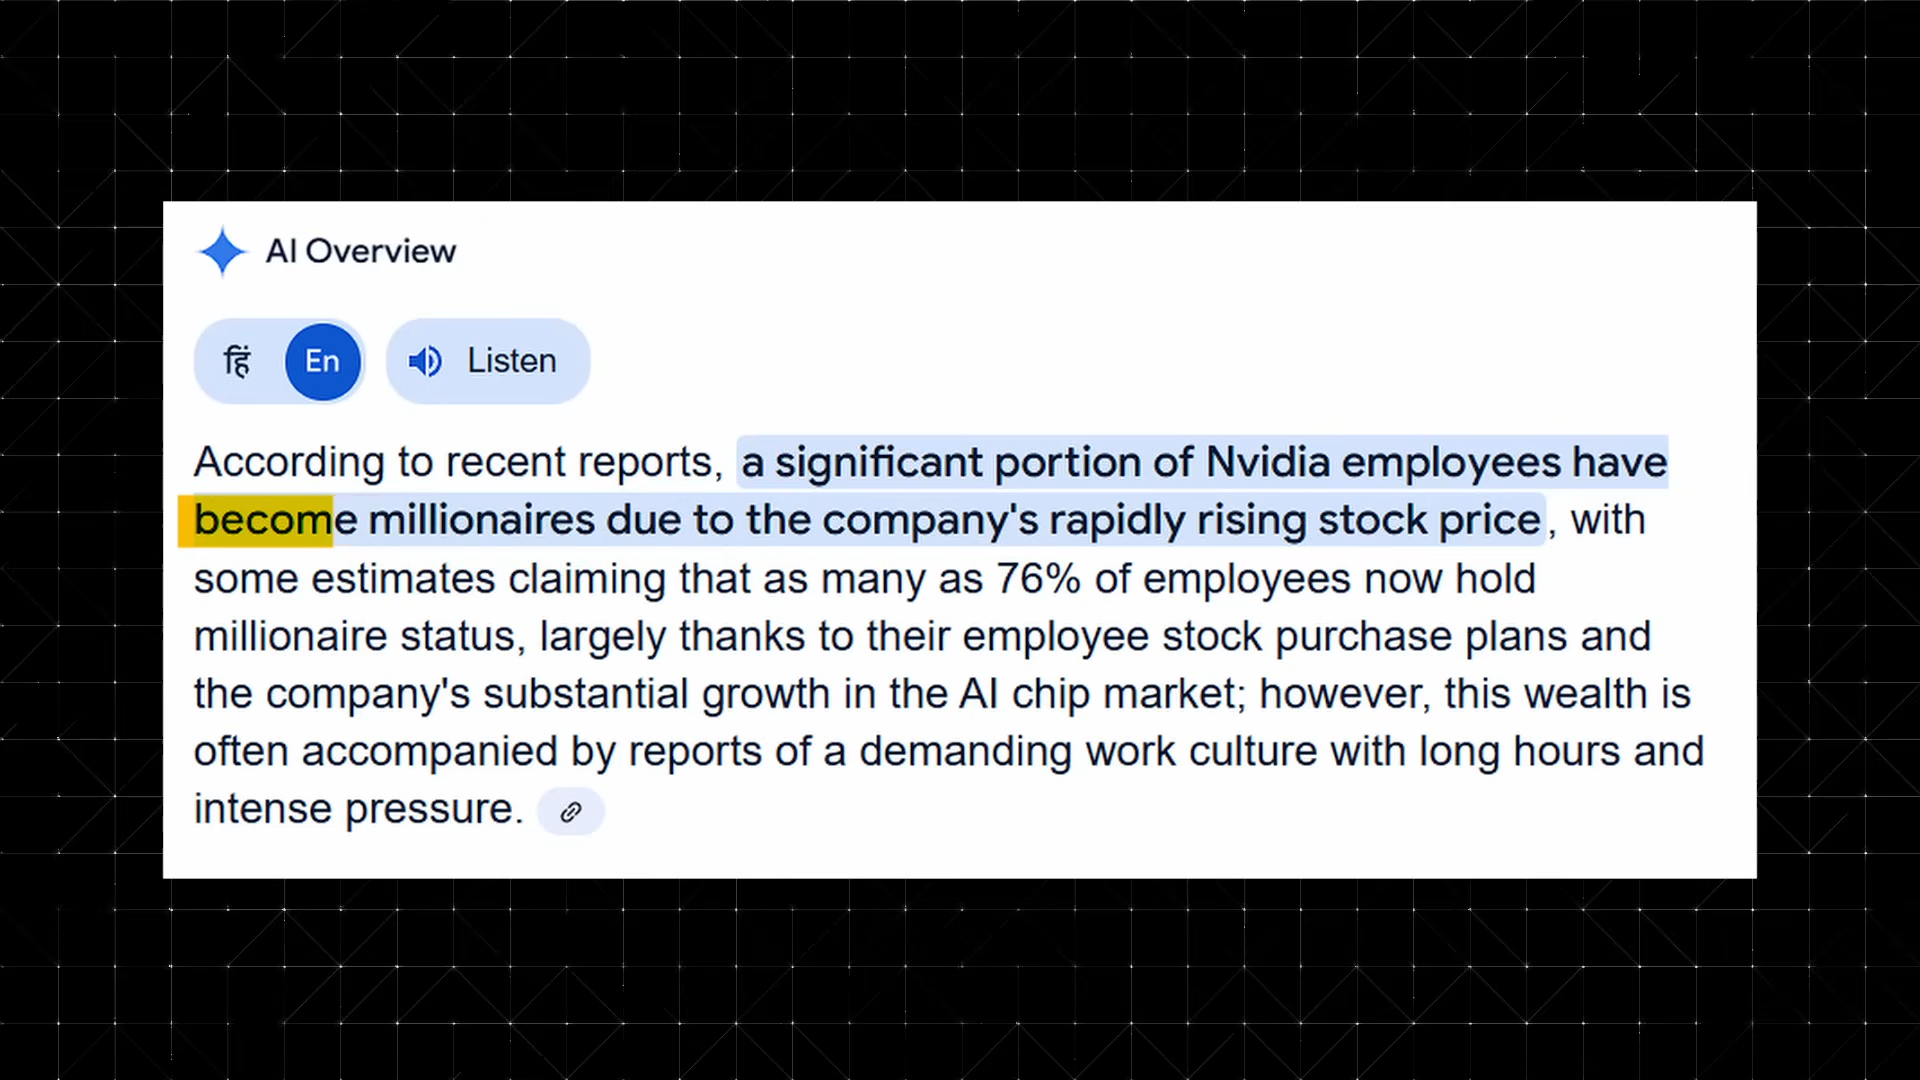 AI Overview
हिं En Listen
According to recent reports, a significant portion of Nvidia employees have
become millionaires due to the company's rapidly rising stock price, with
some estimates claiming that as many as 76% of employees now hold
millionaire status, largely thanks to their employee stock purchase plans and
the company's substantial growth in the AI chip market; however, this wealth is
often accompanied by reports of a demanding work culture with long hours and
intense pressure.